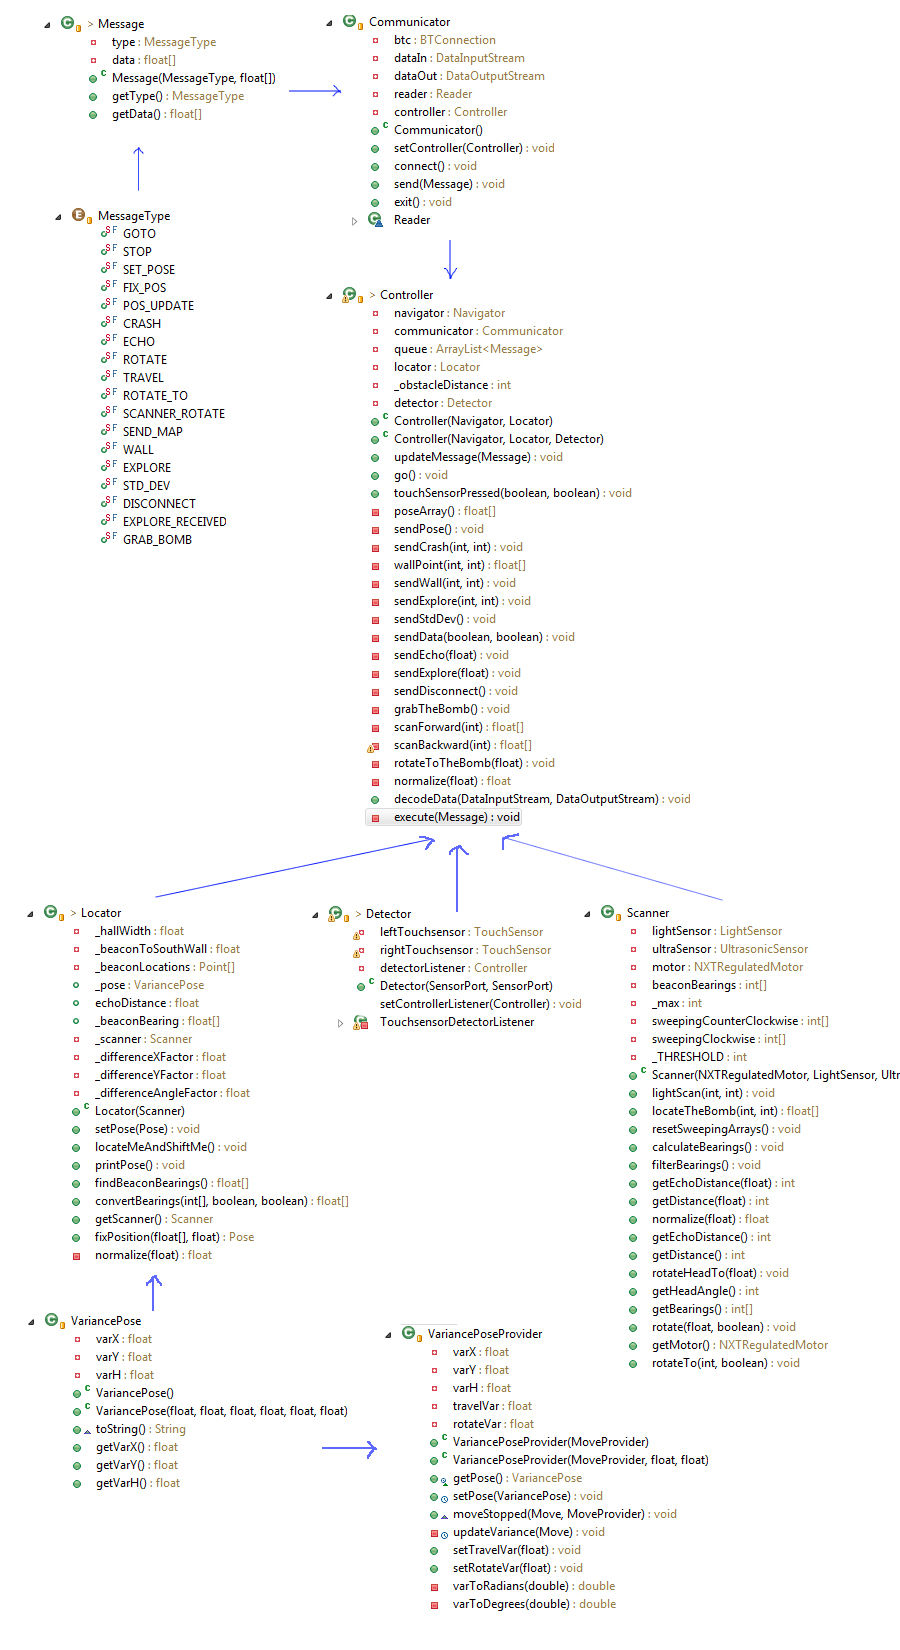 > Message
type : MessageType
data : float[]
Message(MessageType, float[])
getType() : MessageType
getData() : float[]
Communicator
btc : BTConnection
dataIn : DataInputStream
dataOut : DataOutputStream
reader : Reader
controller : Controller
Communicator()
setController(Controller) : void
connect() : void
send(Message) : void
exit() : void
Reader
MessageType
GOTO
STOP
SET_POSE
FIX_POS
POS_UPDATE
CRASH
ECHO
ROTATE
TRAVEL
ROTATE_TO
SCANNER_ROTATE
SEND_MAP
WALL
EXPLORE
STD_DEV
DISCONNECT
EXPLORE_RECEIVED
GRAB_BOMB
> Controller
navigator : Navigator
communicator : Communicator
queue : ArrayList<Message>
locator : Locator
_obstacleDistance : int
detector : Detector
Controller(Navigator, Locator)
Controller(Navigator, Locator, Detector)
updateMessage(Message) : void
go() : void
touchSensorPressed(boolean, boolean) : void
poseArray() : float[]
sendPose() : void
sendCrash(int, int) : void
wallPoint(int, int) : float[]
sendWall(int, int) : void
sendExplore(int, int) : void
sendStdDev() : void
sendData(boolean, boolean) : void
sendEcho(float) : void
sendExplore(float) : void
sendDisconnect() : void
grabTheBomb() : void
scanForward(int) : float[]
scanBackward(int) : float[]
rotateToTheBomb(float) : void
normalize(float) : float
decodeData(DataInputStream, DataOutputStream) : void
execute(Message) : void
> Locator
_hallWidth : float
_beaconToSouthWall : float
_beaconLocations : Point[]
_pose : VariancePose
echoDistance : float
_beaconBearing : float[]
_scanner : Scanner
_differenceXFactor : float
_differenceYFactor : float
_differenceAngleFactor : float
Locator(Scanner)
setPose(Pose) : void
locateMeAndShiftMe() : void
printPose() : void
findBeaconBearings() : float[]
convertBearings(int[], boolean, boolean) : float[]
getScanner() : Scanner
fixPosition(float[], float) : Pose
normalize(float) : float
> Detector
leftTouchsensor : TouchSensor
rightTouchsensor : TouchSensor
detectorListener : Controller
Detector(SensorPort, SensorPort)
setControllerListener(Controller) : void
TouchsensorDetectorListener
Scanner
lightSensor : LightSensor
ultraSensor : UltrasonicSensor
motor : NXTRegulatedMotor
beaconBearings : int[]
_max : int
sweepingCounterClockwise : int[]
sweepingClockwise : int[]
_THRESHOLD : int
Scanner(NXTRegulatedMotor, LightSensor, Ultr
lightScan(int, int) : void
locateTheBomb(int, int) : float[]
resetSweepingArrays() : void
calculateBearings() : void
filterBearings() : void
getEchoDistance(float) : int
getDistance(float) : int
normalize(float) : float
getEchoDistance() : int
getDistance() : int
rotateHeadTo(float) : void
getHeadAngle() : int
getBearings() : int[]
rotate(float, boolean) : void
getMotor() : NXTRegulatedMotor
rotateTo(int, boolean) : void
VariancePose
varX : float
varY : float
varH : float
VariancePose()
VariancePose(float, float, float, float, float, float)
toString() : String
getVarX() : float
getVarY() : float
getVarH() : float
VariancePoseProvider
varX : float
varY : float
varH : float
travelVar : float
rotateVar : float
VariancePoseProvider(MoveProvider)
VariancePoseProvider(MoveProvider, float, float)
getPose() : VariancePose
setPose(VariancePose) : void
moveStopped(Move, MoveProvider) : void
updateVariance(Move) : void
setTravelVar(float) : void
setRotateVar(float) : void
varToRadians(double) : double
varToDegrees(double) : double